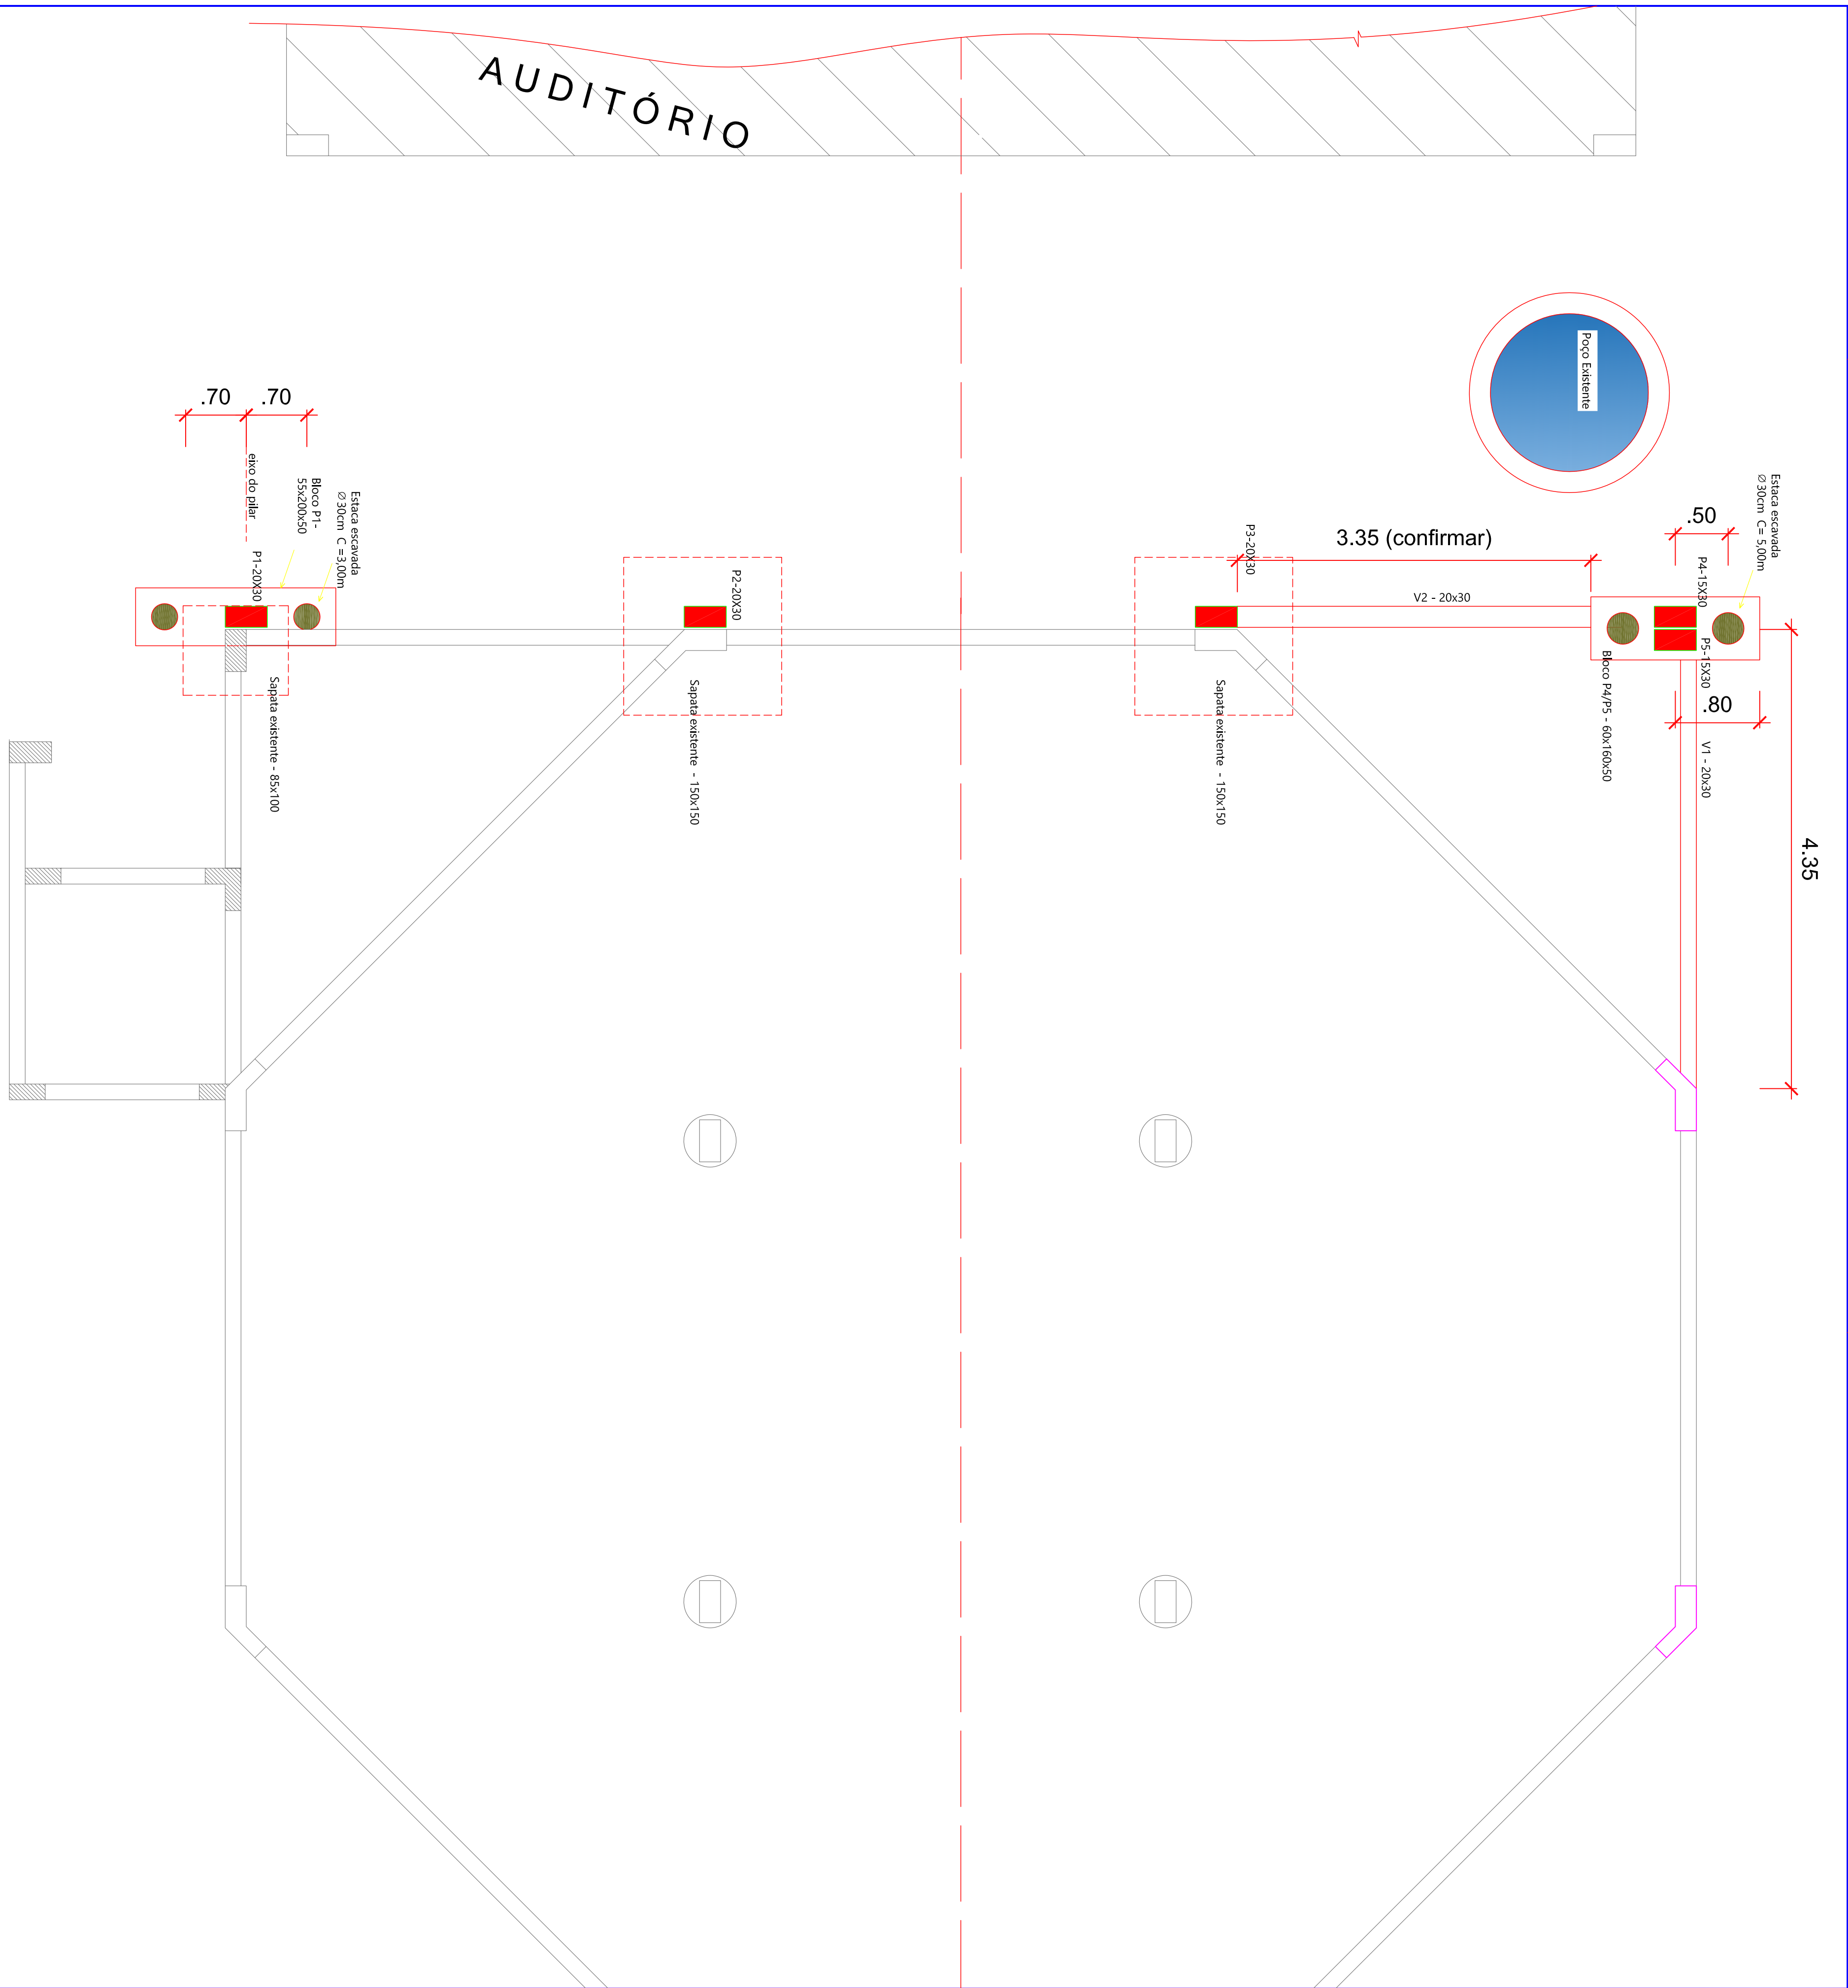 AUDITÓRIO
Poço Existente
.70
.70
eixo do pilar
Bloco P1-
55x200x50
Estaca escavada
∅ 30cm C =3,00m
P1-20X30
Sapata existente - 85x100
P2-20X30
Sapata existente - 150x150
P3-20X30
Sapata existente - 150x150
3.35 (confirmar)
V2 - 20x30
.50
Estaca escavada
∅ 30cm C= 5,00m
P4-15X30
P5-15X30
Bloco P4/P5 - 60x160x50
.80
V1 - 20x30
4.35